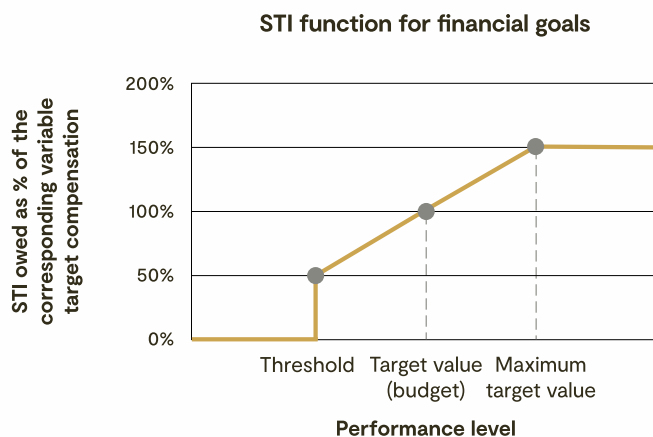 STI function for financial goals
STI owed as % of the
corresponding variable
target compensation
200%
150%
100%
50%
0%
Threshold
Target value
(budget)
Maximum
target value
Performance level